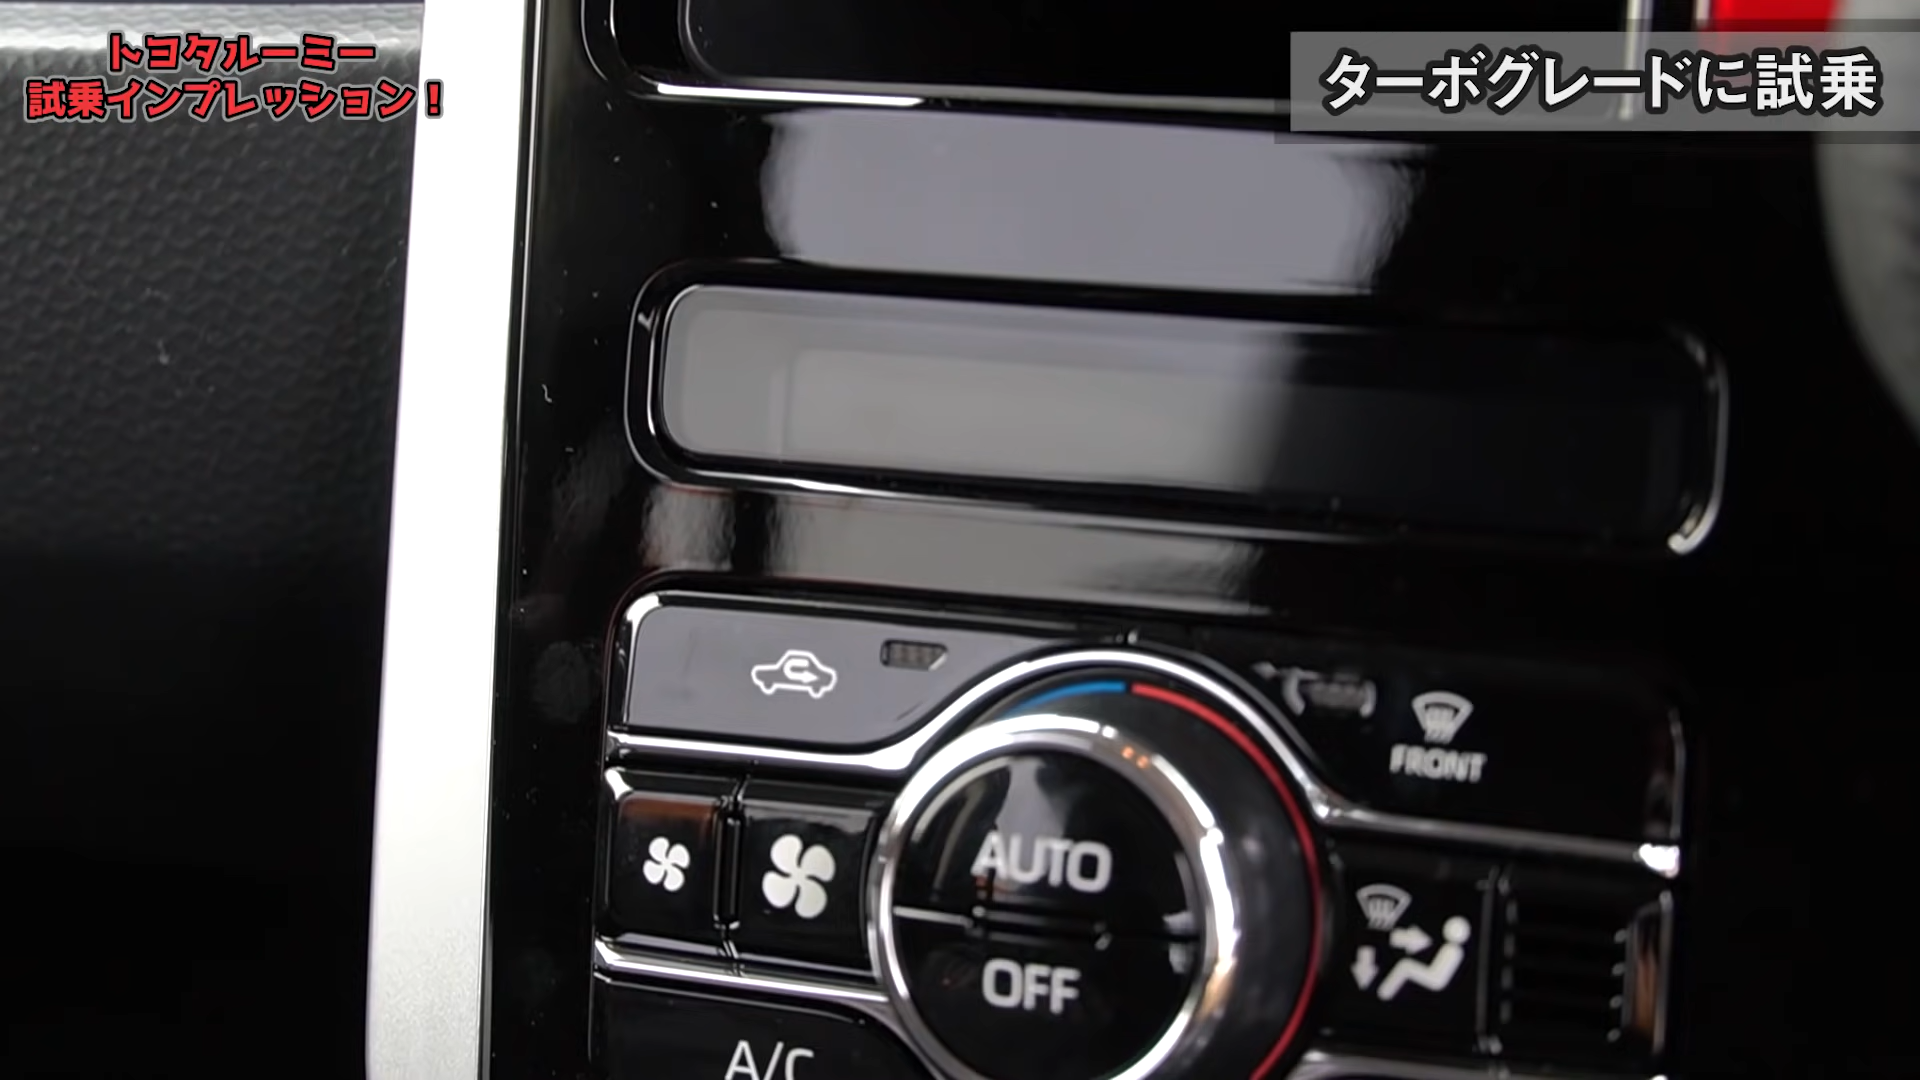 トヨタルーミー
試乗インプレッション！
ターボグレードに試乗
FRONT
AUTO
OFF
A/C